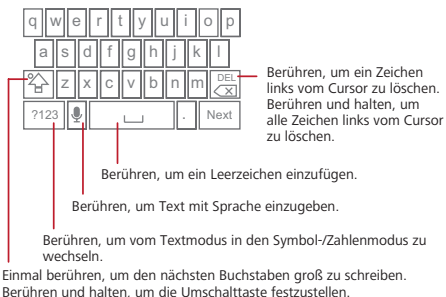 q w e r t y u i o p
a s d f g h j k l
z x c v b n m DEL
?123 . Next
Berühren, um ein Zeichen
links vom Cursor zu löschen.
Berühren und halten, um
alle Zeichen links vom Cursor
zu löschen.
Berühren, um ein Leerzeichen einzufügen.
Berühren, um Text mit Sprache einzugeben.
Berühren, um vom Textmodus in den Symbol-/Zahlenmodus zu
wechseln.
Einmal berühren, um den nächsten Buchstaben groß zu schreiben.
Berühren und halten, um die Umschalttaste festzustellen.